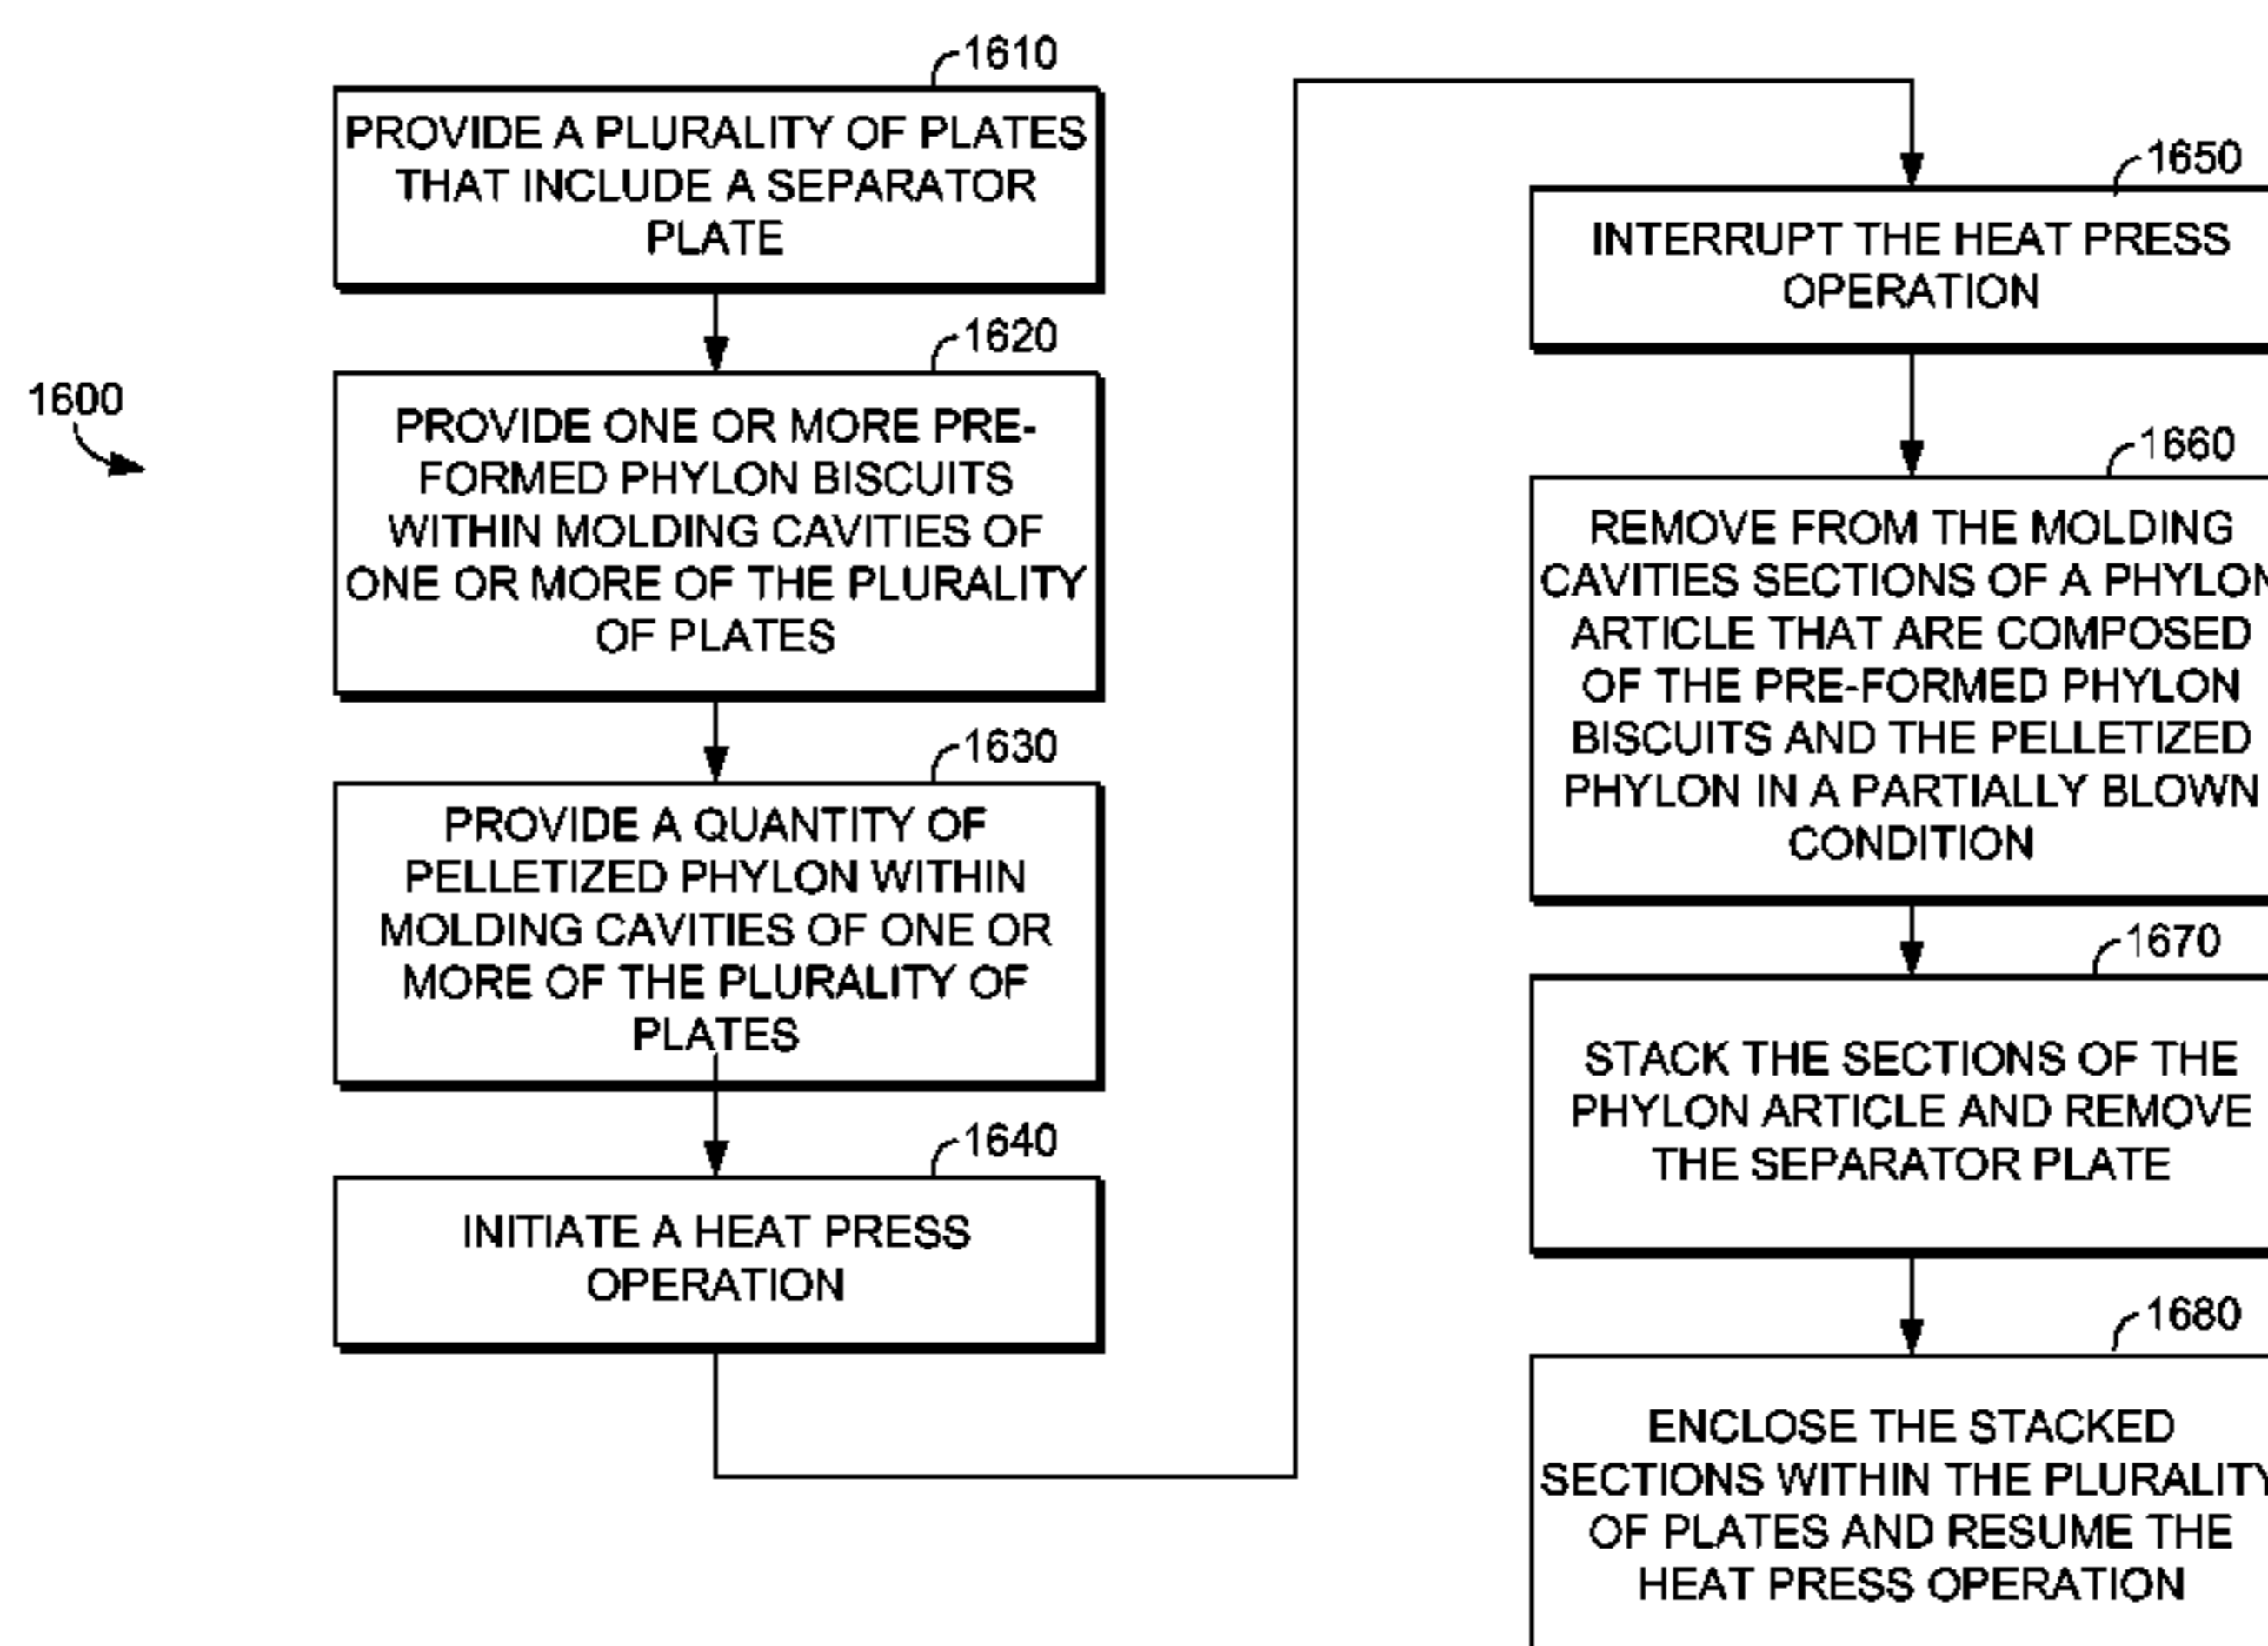 1600
1610
PROVIDE A PLURALITY OF PLATES
THAT INCLUDE A SEPARATOR
PLATE
1620
PROVIDE ONE OR MORE PRE-
FORMED PHYLON BISCUITS
WITHIN MOLDING CAVITIES OF
ONE OR MORE OF THE PLURALITY
OF PLATES
1630
PROVIDE A QUANTITY OF
PELLETIZED PHYLON WITHIN
MOLDING CAVITIES OF ONE OR
MORE OF THE PLURALITY OF
PLATES
1640
INITIATE A HEAT PRESS
OPERATION
1650
INTERRUPT THE HEAT PRESS
OPERATION
1660
REMOVE FROM THE MOLDING
CAVITIES SECTIONS OF A PHYLON
ARTICLE THAT ARE COMPOSED
OF THE PRE-FORMED PHYLON
BISCUITS AND THE PELLETIZED
PHYLON IN A PARTIALLY BLOWN
CONDITION
1670
STACK THE SECTIONS OF THE
PHYLON ARTICLE AND REMOVE
THE SEPARATOR PLATE
1680
ENCLOSE THE STACKED
SECTIONS WITHIN THE PLURALITY
OF PLATES AND RESUME THE
HEAT PRESS OPERATION